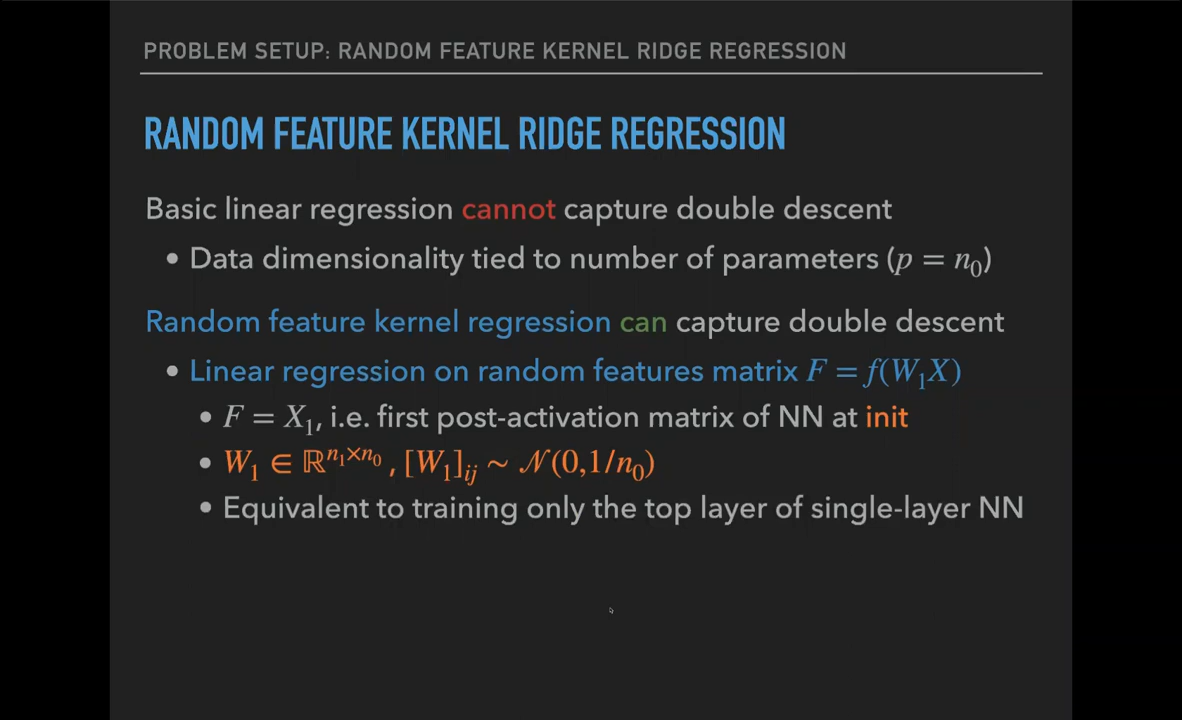 PROBLEM SETUP: RANDOM FEATURE KERNEL RIDGE REGRESSION
RANDOM FEATURE KERNEL RIDGE REGRESSION
Basic linear regression cannot capture double descent
• Data dimensionality tied to number of parameters (p = n₀)
Random feature kernel regression can capture double descent
• Linear regression on random features matrix F = f(W₁X)
• F = X₁, i.e. first post-activation matrix of NN at init
• W₁ ∈ ℝⁿ¹ˣⁿ⁰ , [W₁]ᵢⱼ ~ 𝒩(0,1/n₀)
• Equivalent to training only the top layer of single-layer NN